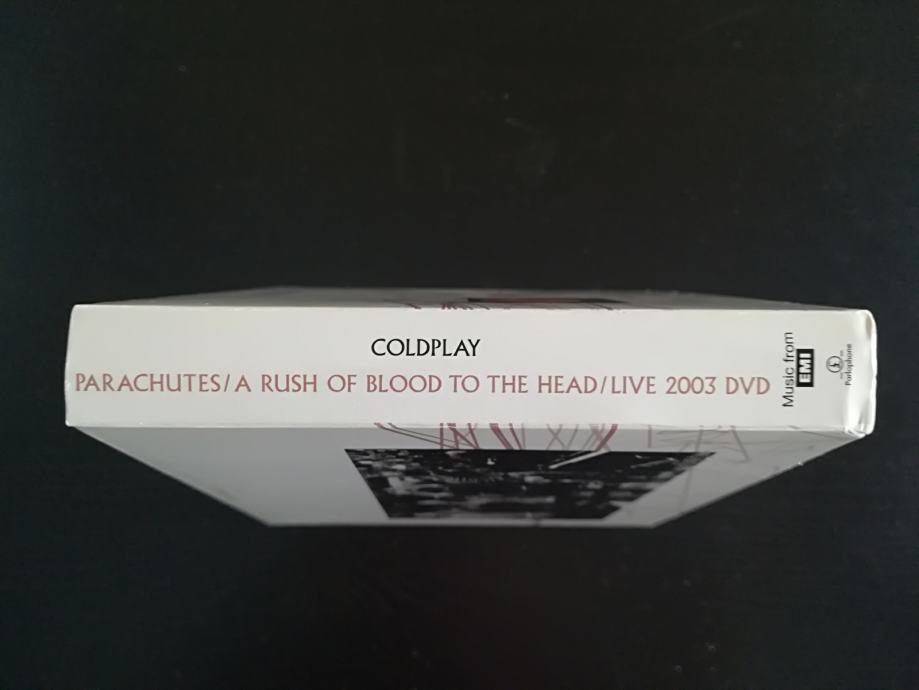 COLDPLAY
PARACHUTES/A RUSH OF BLOOD TO THE HEAD/LIVE 2003 DVD
Music from
EMI
Parlophone